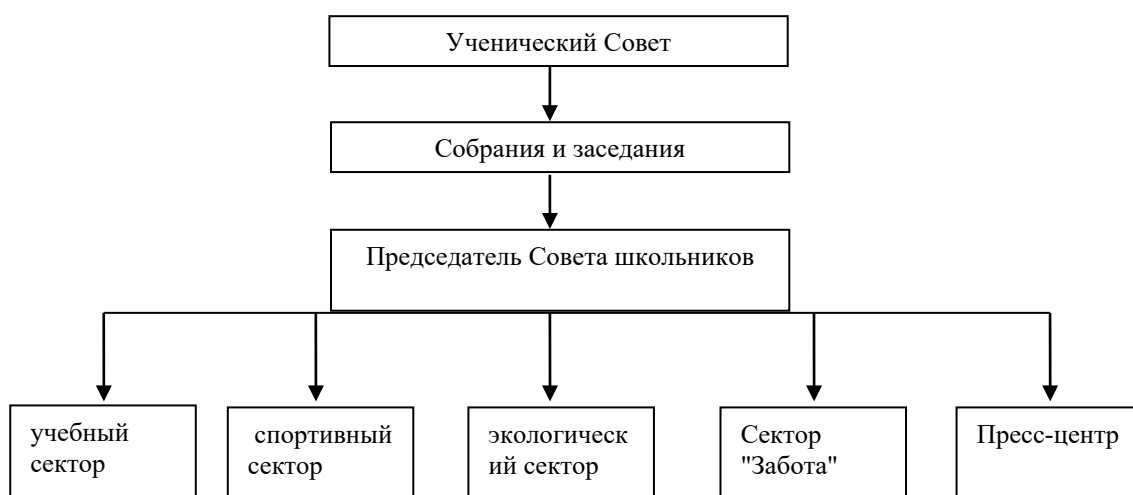 Ученический Совет
Собрания и заседания
Председатель Совета школьников
учебный
сектор
спортивный
сектор
экологическ
ий сектор
Сектор
"Забота"
Пресс-центр